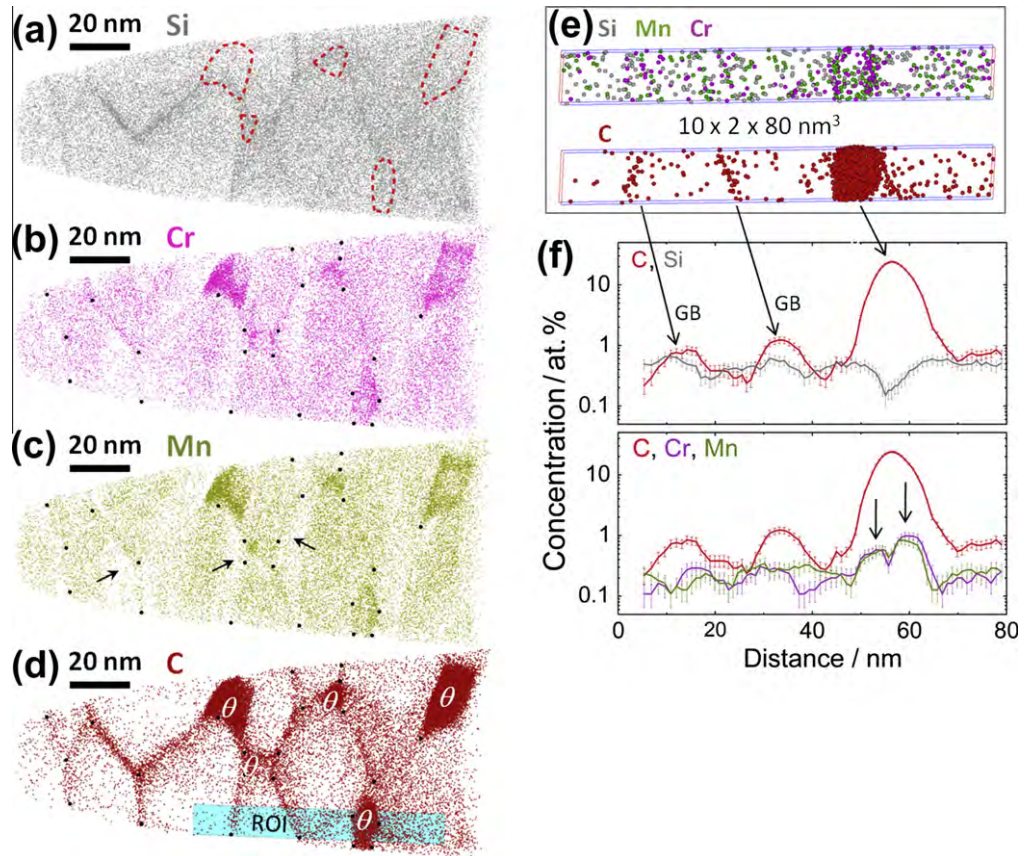 (a) 20 nm Si
(b) 20 nm Cr
(c) 20 nm Mn
(d) 20 nm C
θ
θ
θ
θ
ROI
(e) Si Mn Cr
10 x 2 x 80 nm³
C
(f)
C, Si
10
1
0.1
GB
GB
C, Cr, Mn
10
1
0.1
Concentration / at. %
0 20 40 60 80
Distance / nm